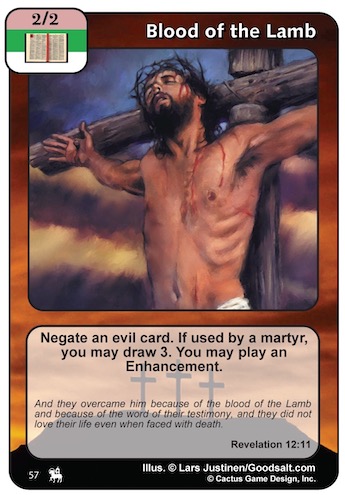 2/2
Blood of the Lamb
Negate an evil card. If used by a martyr,
you may draw 3. You may play an
Enhancement.
And they overcame him because of the blood of the Lamb
and because of the word of their testimony, and they did not
love their life even when faced with death.
Revelation 12:11
Illus. © Lars Justinen/Goodsalt.com
57
© Cactus Game Design, Inc.